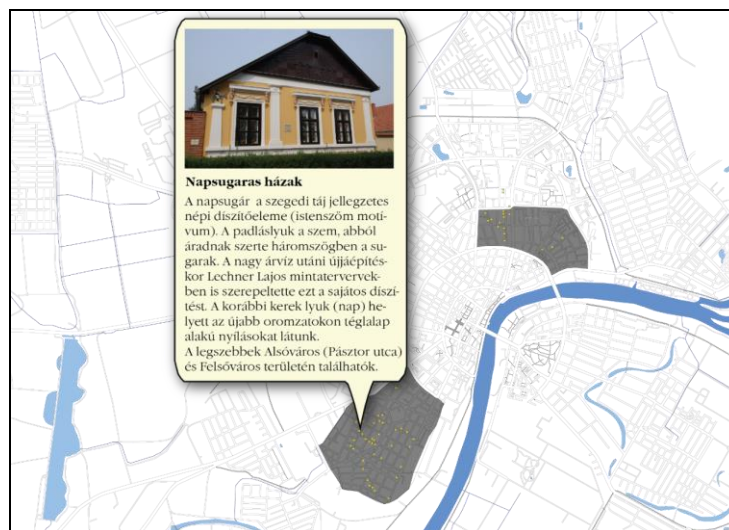 Napsugaras házak
A napsugár a szegedi táj jellegzetes
népi díszítőeleme (istenszöm motí-
vum). A padláslyuk a szem, abból
áradnak szerte háromszögben a su-
garak. A nagy árvíz utáni újjáépítés-
kor Lechner Lajos mintatervervek-
ben is szerepeltette ezt a sajátos díszí-
tést. A korábbi kerek lyuk (nap) he-
lyett az újabb oromzatokon téglalap
alakú nyílásokat látunk.
A legszebbek Alsóváros (Pásztor utca)
és Felsőváros területén találhatók.